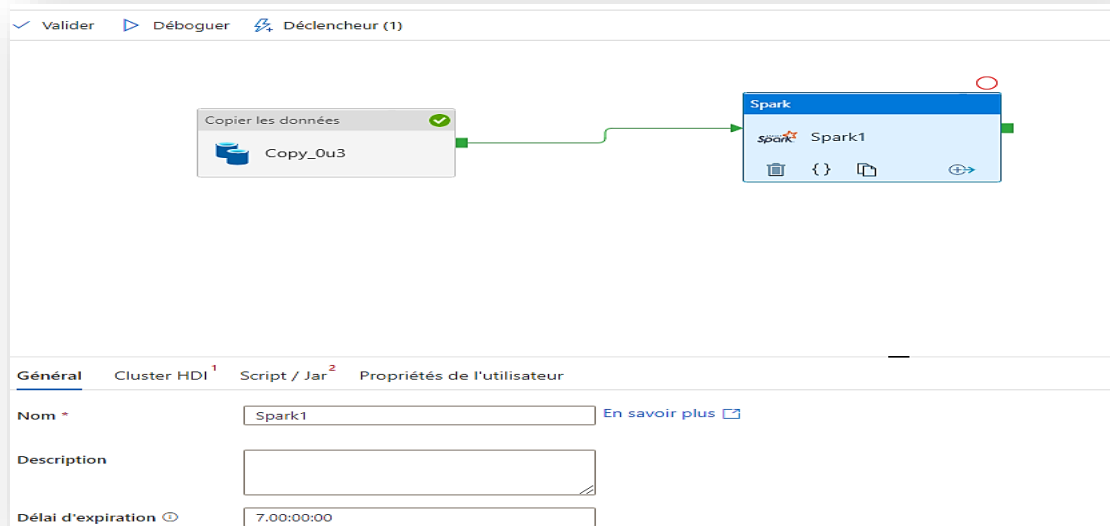 Valider Déboguer Déclencheur (1)
Copier les données
Copy_0u3
Spark
Spark Spark1
{ }
Général Cluster HDI 1 Script / Jar 2 Propriétés de l'utilisateur
Nom * Spark1 En savoir plus
Description
Délai d'expiration 7.00:00:00